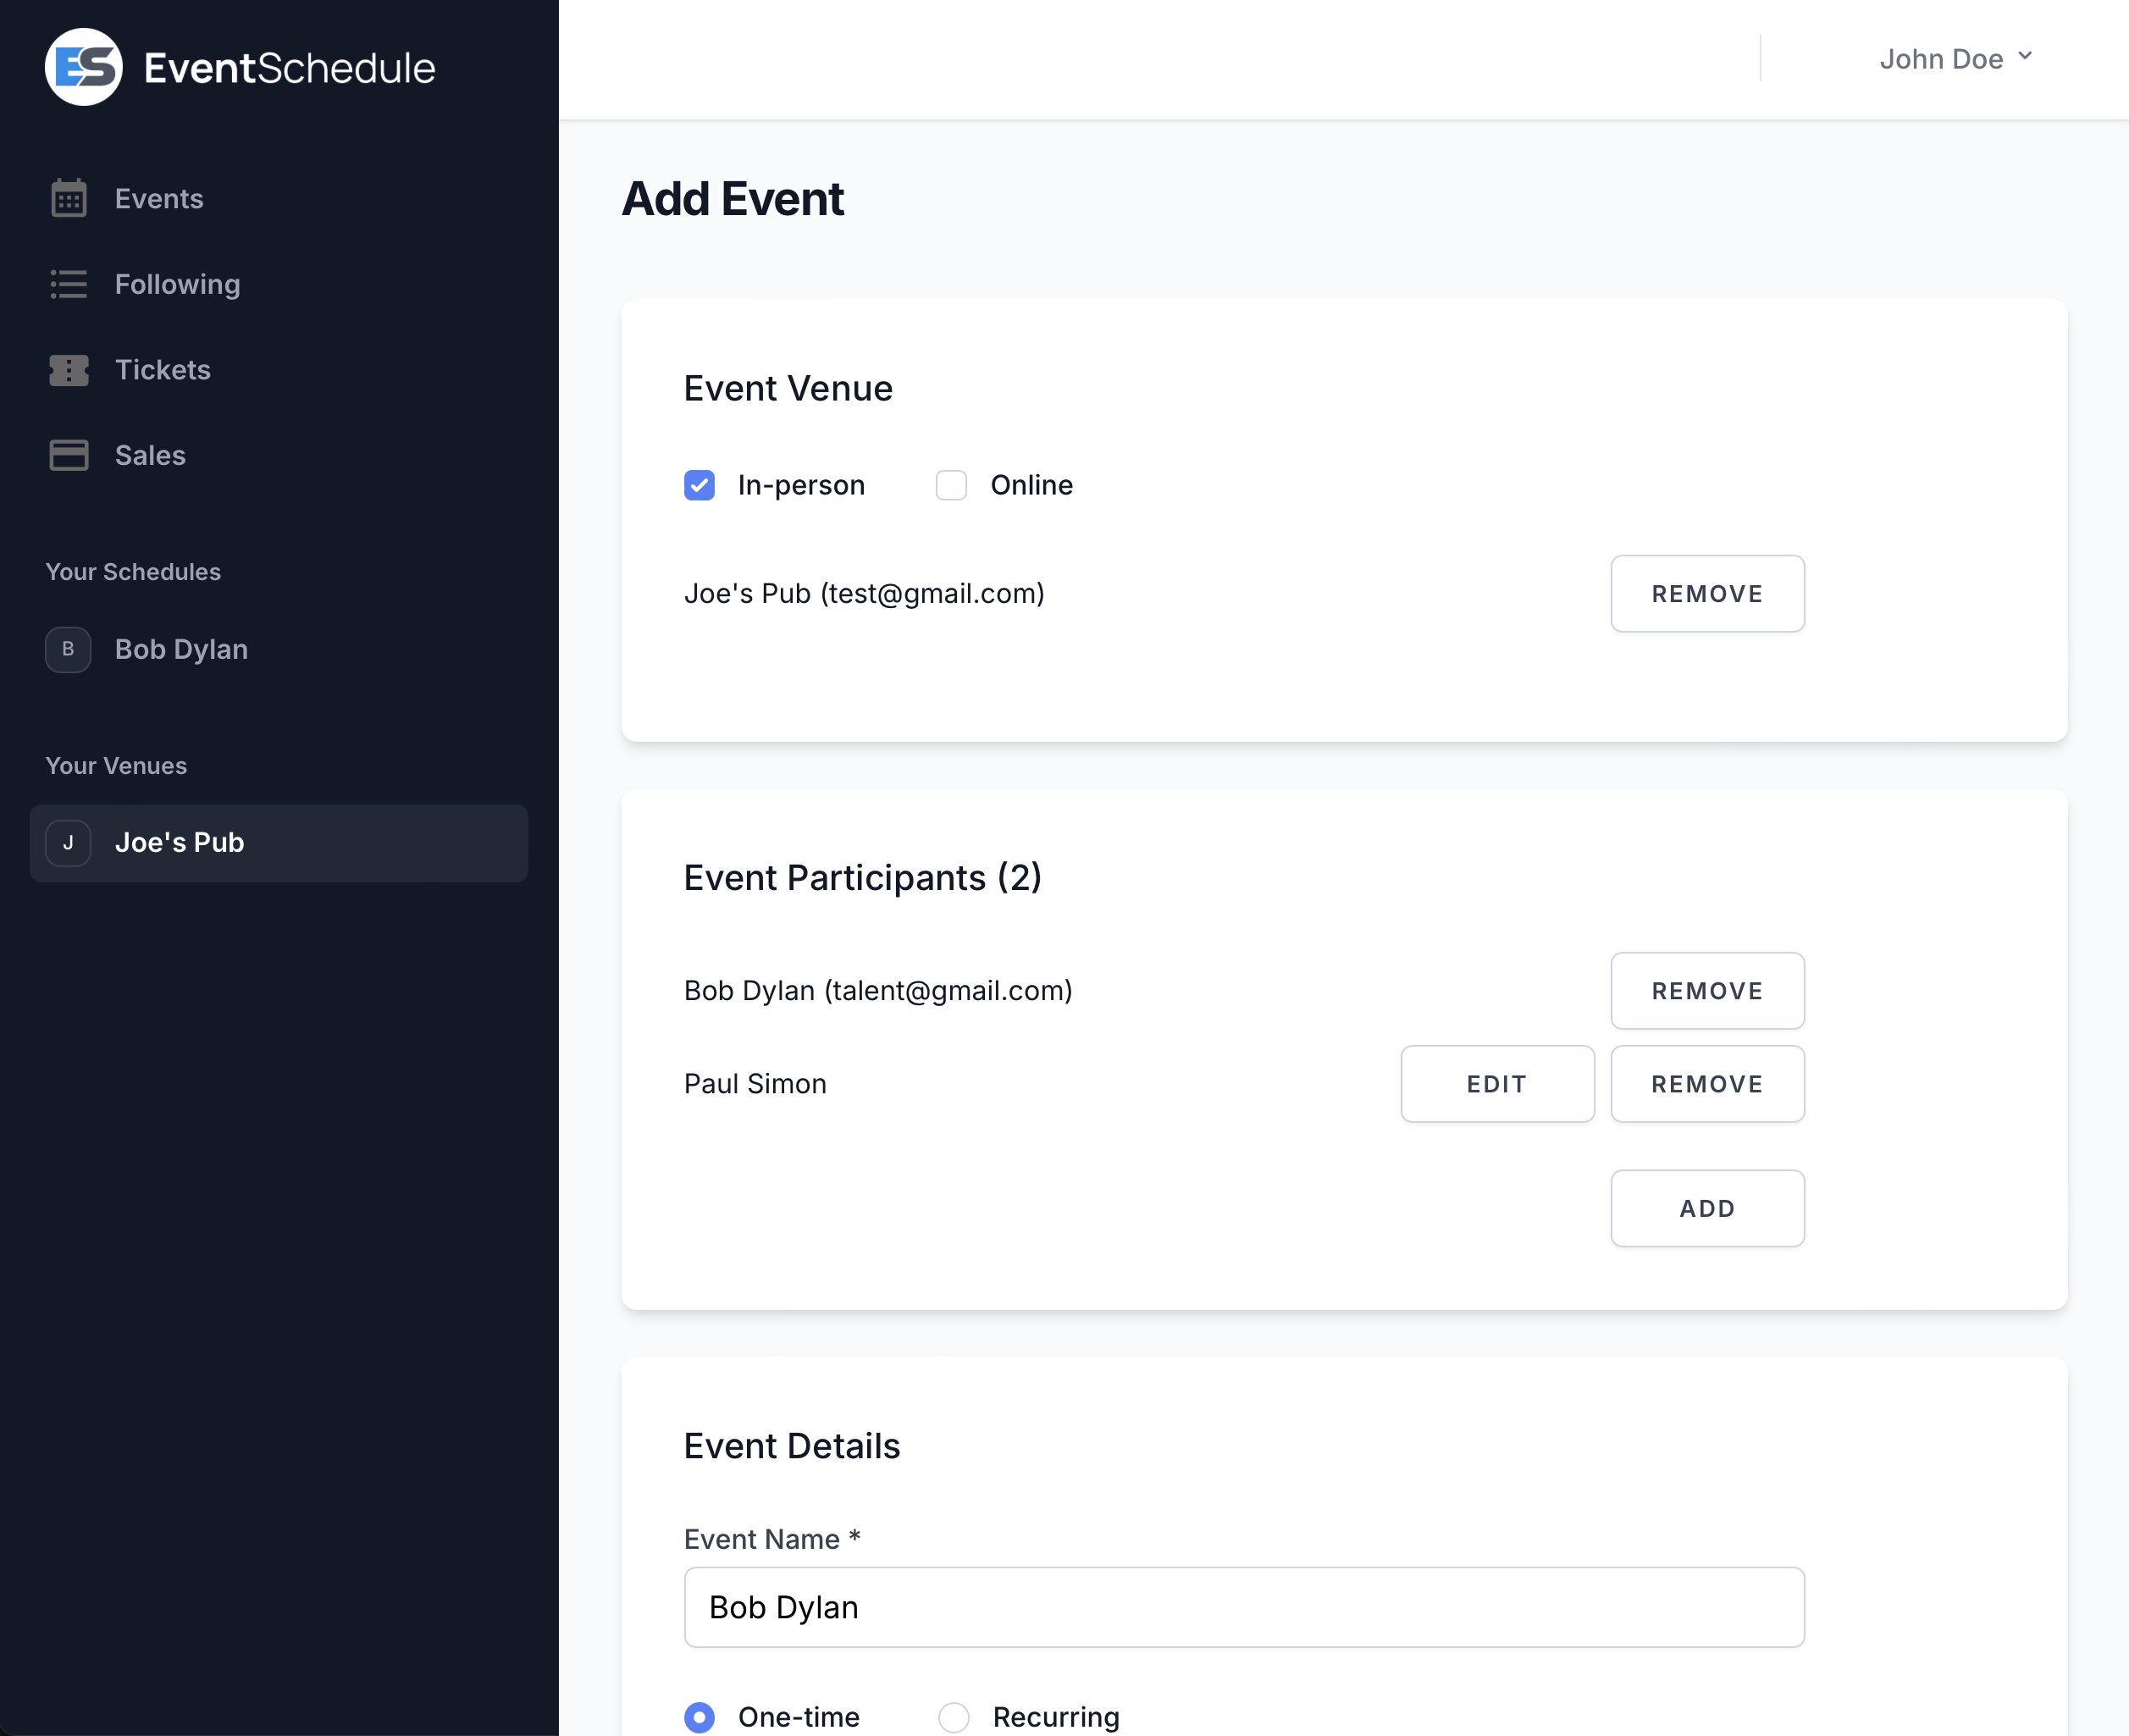 ES EventSchedule
John Doe
Events
Following
Tickets
Sales
Your Schedules
B Bob Dylan
Your Venues
J Joe's Pub
Add Event
Event Venue
In-person Online
Joe's Pub (test@gmail.com) REMOVE
Event Participants (2)
Bob Dylan (talent@gmail.com) REMOVE
Paul Simon EDIT REMOVE
ADD
Event Details
Event Name *
Bob Dylan
One-time Recurring